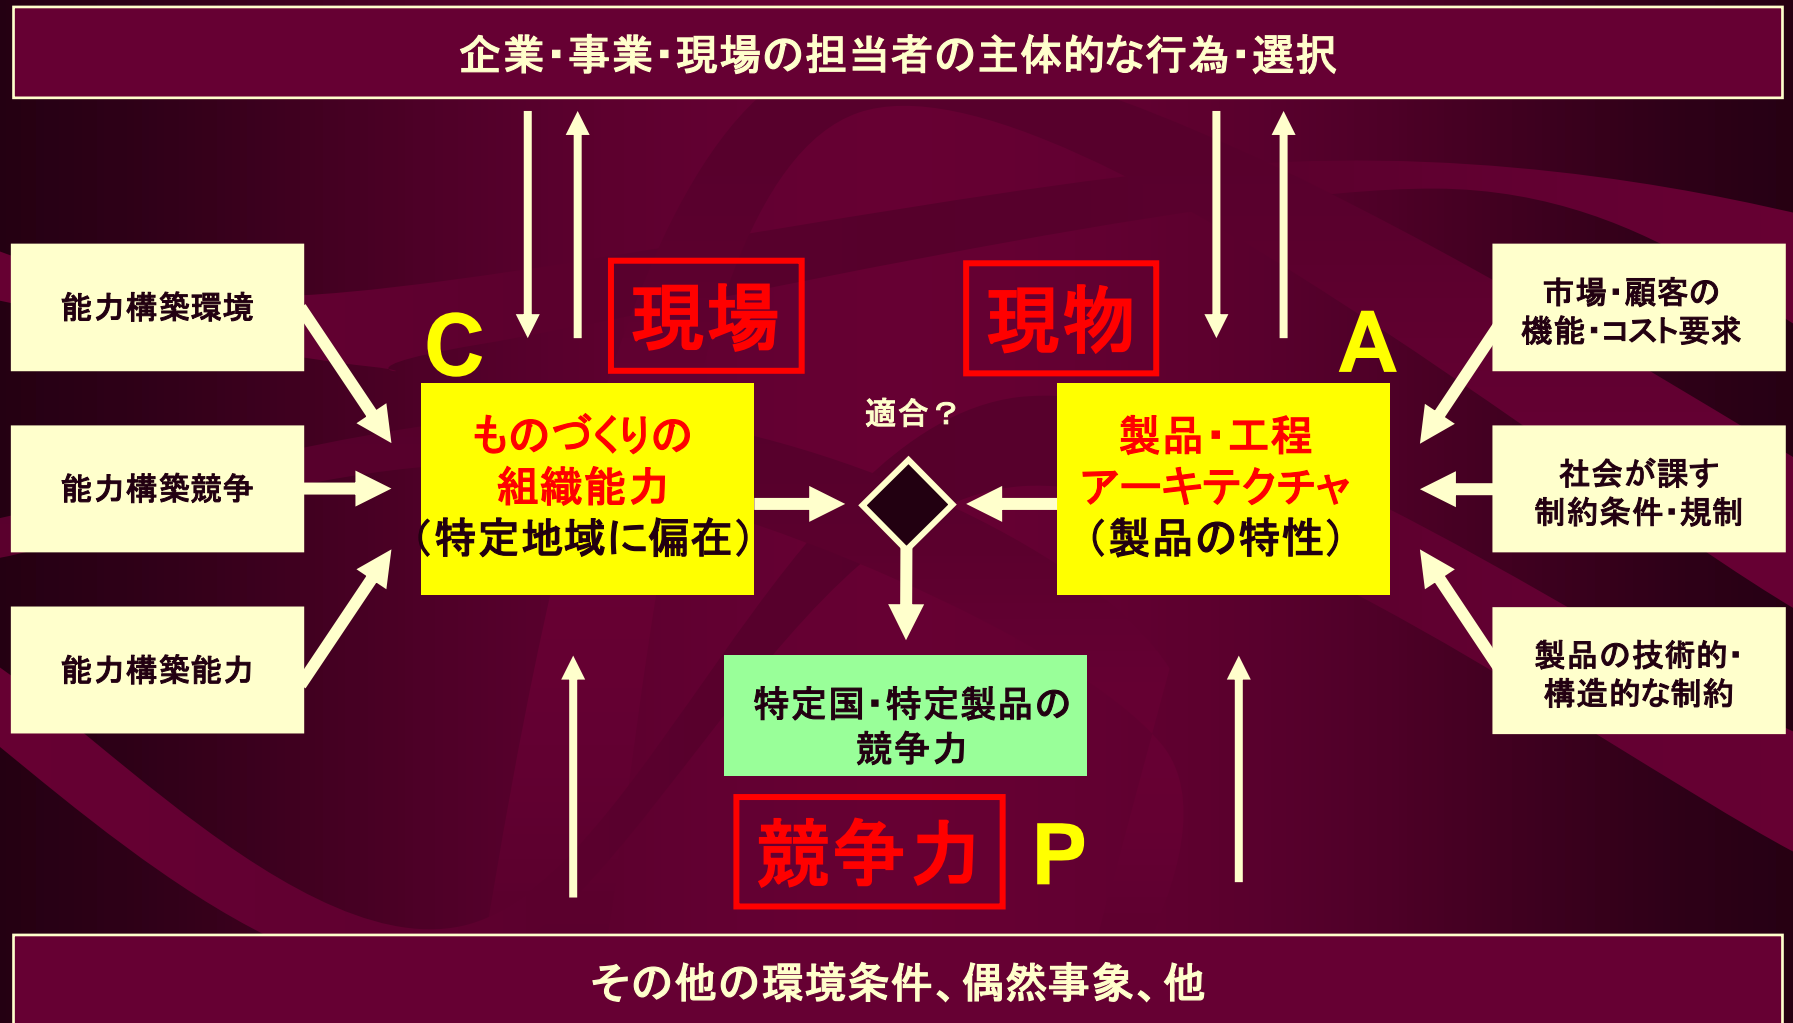 企業・事業・現場の担当者の主体的な行為・選択
能力構築環境
能力構築競争
能力構築能力
C
現場
ものづくりの
組織能力
（特定地域に偏在）
適合？
現物
A
製品・工程
アーキテクチャ
（製品の特性）
市場・顧客の
機能・コスト要求
社会が課す
制約条件・規制
製品の技術的・
構造的な制約
特定国・特定製品の
競争力
競争力
P
その他の環境条件、偶然事象、他